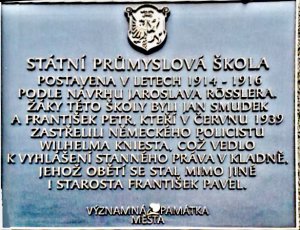 STÁTNÍ PRŮMYSLOVÁ ŠKOLA
POSTAVENA V LETECH 1914 - 1916
PODLE NÁVRHU JAROSLAVA RÖSSLERA.
ŽÁKY TÉTO ŠKOLY BYLI JAN SMUDEK
A FRANTIŠEK PETR, KTEŘÍ V ČERVNU 1939
ZASTŘELILI NĚMECKÉHO POLICISTU
WILHELMA KNIESTA, COŽ VEDLO
K VYHLÁŠENÍ STANNÉHO PRÁVA V KLADNĚ,
JEHOŽ OBĚTÍ SE STAL MIMO JINÉ
I STAROSTA FRANTIŠEK PAVEL.
VÝZNAMNÁ PAMÁTKA
MĚSTA